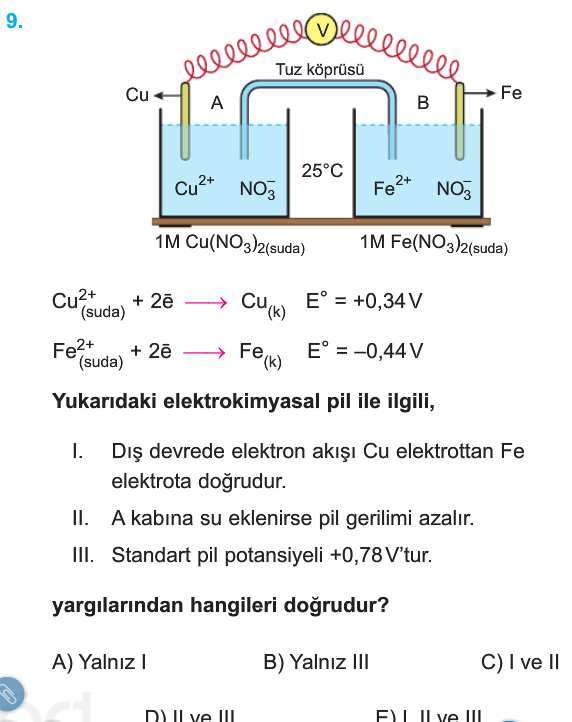 9.
V
Tuz köprüsü
Cu
A
B
Fe
25°C
Cu²⁺ NO₃⁻
Fe²⁺ NO₃⁻
1M Cu(NO₃)₂(suda)
1M Fe(NO₃)₂(suda)
Cu²⁺(suda) + 2ē → Cu(k) E° = +0,34 V
Fe²⁺(suda) + 2ē → Fe(k) E° = –0,44 V
Yukarıdaki elektrokimyasal pil ile ilgili,
I. Dış devrede elektron akışı Cu elektrottan Fe
elektrota doğrudur.
II. A kabına su eklenirse pil gerilimi azalır.
III. Standart pil potansiyeli +0,78 V’tur.
yargılarından hangileri doğrudur?
A) Yalnız I B) Yalnız III C) I ve II
D) II ve III E) I, II ve III